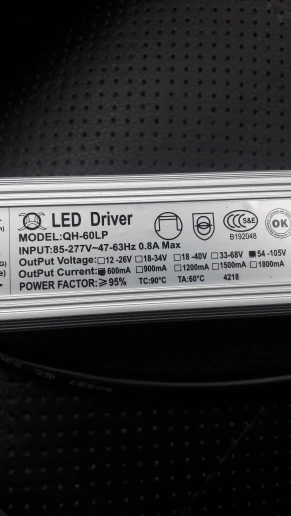 LED Driver
MODEL:QH-60LP
INPUT:85-277V~47-63Hz 0.8A Max
Output Voltage:□12-26V □18-34V □18-40V □33-68V ■54-105V
Output Current:■600mA □900mA □1200mA □1500mA □1800mA
POWER FACTOR:≥95% TC:90°C TA:60°C 4218
CCC S&E
B192048
OK